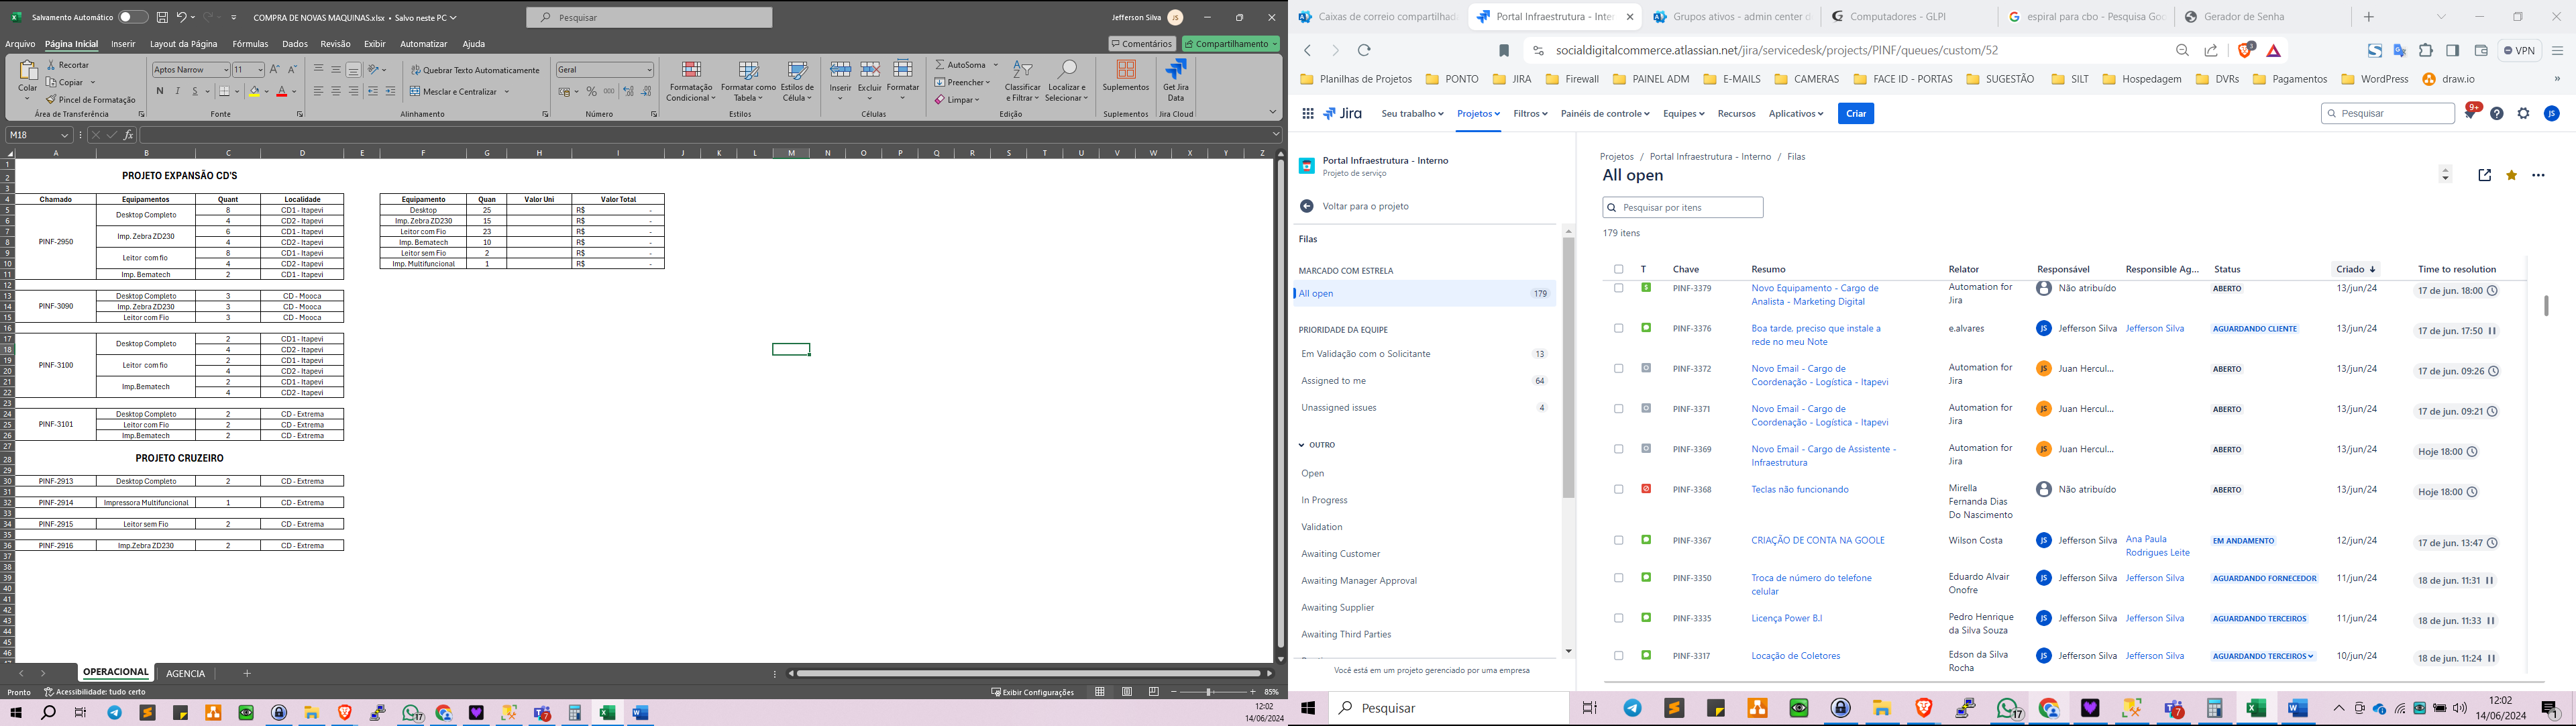 Salvamento Automático
COMPRA DE NOVAS MAQUINAS.xlsx • Salvo neste PC
Pesquisar
Jefferson Silva
JS
Arquivo Página Inicial Inserir Layout da Página Fórmulas Dados Revisão Exibir Automatizar Ajuda
Comentários
Compartilhamento
Colar
Recortar
Copiar
Pincel de Formatação
Área de Transferência
Aptos Narrow 11
N I S
Fonte
Quebrar Texto Automaticamente
Mesclar e Centralizar
Alinhamento
Geral
% 000
Número
Formatação Condicional
Formatar como Tabela
Estilos de Célula
Estilos
Inserir Excluir Formatar
Células
AutoSoma
Preencher
Limpar
Classificar e Filtrar
Localizar e Selecionar
Edição
Suplementos
Suplementos
Get Jira Data
Jira Cloud
M18
fx
A B C D E F G H I J K L M N O P Q R S T U V W X Y Z
PROJETO EXPANSÃO CD'S
Chamado Equipamentos Quant Localidade
PINF-2950
Desktop Completo 8 CD1 - Itapevi
4 CD2 - Itapevi
Imp. Zebra ZD230 6 CD1 - Itapevi
4 CD2 - Itapevi
Leitor com fio 8 CD1 - Itapevi
4 CD2 - Itapevi
Imp. Bematech 2 CD1 - Itapevi
PINF-3090
Desktop Completo 3 CD - Mooca
Imp. Zebra ZD230 3 CD - Mooca
Leitor com Fio 3 CD - Mooca
PINF-3100
Desktop Completo 2 CD1 - Itapevi
4 CD2 - Itapevi
Leitor com fio 2 CD1 - Itapevi
4 CD2 - Itapevi
Imp.Bematech 2 CD1 - Itapevi
4 CD2 - Itapevi
PINF-3101
Desktop Completo 2 CD - Extrema
Leitor com Fio 2 CD - Extrema
Imp.Bematech 2 CD - Extrema
PROJETO CRUZEIRO
PINF-2913 Desktop Completo 2 CD - Extrema
PINF-2914 Impressora Multifuncional 1 CD - Extrema
PINF-2915 Leitor sem Fio 2 CD - Extrema
PINF-2916 Imp.Zebra ZD230 2 CD - Extrema
Equipamento Quan Valor Uni Valor Total
Desktop 25 R$ -
Imp. Zebra ZD230 15 R$ -
Leitor com Fio 23 R$ -
Imp. Bematech 10 R$ -
Leitor sem Fio 2 R$ -
Imp. Multifuncional 1 R$ -
OPERACIONAL AGENCIA
Pronto Acessibilidade: tudo certo
Exibir Configurações
85%
12:02
14/06/2024
Caixas de correio compartilhad
Portal Infraestrutura - Inter
Grupos ativos - admin center d
Computadores - GLPI
espiral para cbo - Pesquisa Goo
Gerador de Senha
socialdigitalcommerce.atlassian.net/jira/servicedesk/projects/PINF/queues/custom/52
VPN
Planilhas de Projetos PONTO JIRA Firewall PAINEL ADM E-MAILS CAMERAS FACE ID - PORTAS SUGESTÃO SILT Hospedagem DVRs Pagamentos WordPress draw.io
Jira
Seu trabalho Projetos Filtros Painéis de controle Equipes Recursos Aplicativos Criar
Pesquisar
9+
JS
Portal Infraestrutura - Interno
Projeto de serviço
Voltar para o projeto
Filas
MARCADO COM ESTRELA
All open 179
PRIORIDADE DA EQUIPE
Em Validação com o Solicitante 13
Assigned to me 64
Unassigned issues 4
OUTRO
Open
In Progress
Validation
Awaiting Customer
Awaiting Manager Approval
Awaiting Supplier
Awaiting Third Parties
Você está em um projeto gerenciado por uma empresa
Projetos / Portal Infraestrutura - Interno / Filas
All open
Pesquisar por itens
179 itens
T Chave Resumo Relator Responsável Responsible Ag... Status Criado Time to resolution
PINF-3379 Novo Equipamento - Cargo de Analista - Marketing Digital Automation for Jira Não atribuído ABERTO 13/jun/24 17 de jun. 18:00
PINF-3376 Boa tarde, preciso que instale a rede no meu Note e.alvares Jefferson Silva Jefferson Silva AGUARDANDO CLIENTE 13/jun/24 17 de jun. 17:50
PINF-3372 Novo Email - Cargo de Coordenação - Logística - Itapevi Automation for Jira Juan Hercul... ABERTO 13/jun/24 17 de jun. 09:26
PINF-3371 Novo Email - Cargo de Coordenação - Logística - Itapevi Automation for Jira Juan Hercul... ABERTO 13/jun/24 17 de jun. 09:21
PINF-3369 Novo Email - Cargo de Assistente - Infraestrutura Automation for Jira Juan Hercul... ABERTO 13/jun/24 Hoje 18:00
PINF-3368 Teclas não funcionando Mirella Fernanda Dias Do Nascimento Não atribuído ABERTO 13/jun/24 Hoje 18:00
PINF-3367 CRIAÇÃO DE CONTA NA GOOLE Wilson Costa Jefferson Silva Ana Paula Rodrigues Leite EM ANDAMENTO 12/jun/24 17 de jun. 13:47
PINF-3350 Troca de número do telefone celular Eduardo Alvair Onofre Jefferson Silva Jefferson Silva AGUARDANDO FORNECEDOR 11/jun/24 18 de jun. 11:31
PINF-3335 Licença Power B.I Pedro Henrique da Silva Souza Jefferson Silva Jefferson Silva AGUARDANDO TERCEIROS 11/jun/24 18 de jun. 11:33
PINF-3317 Locação de Coletores Edson da Silva Rocha Jefferson Silva Jefferson Silva AGUARDANDO TERCEIROS 10/jun/24 18 de jun. 11:24
Pesquisar
12:02
14/06/2024